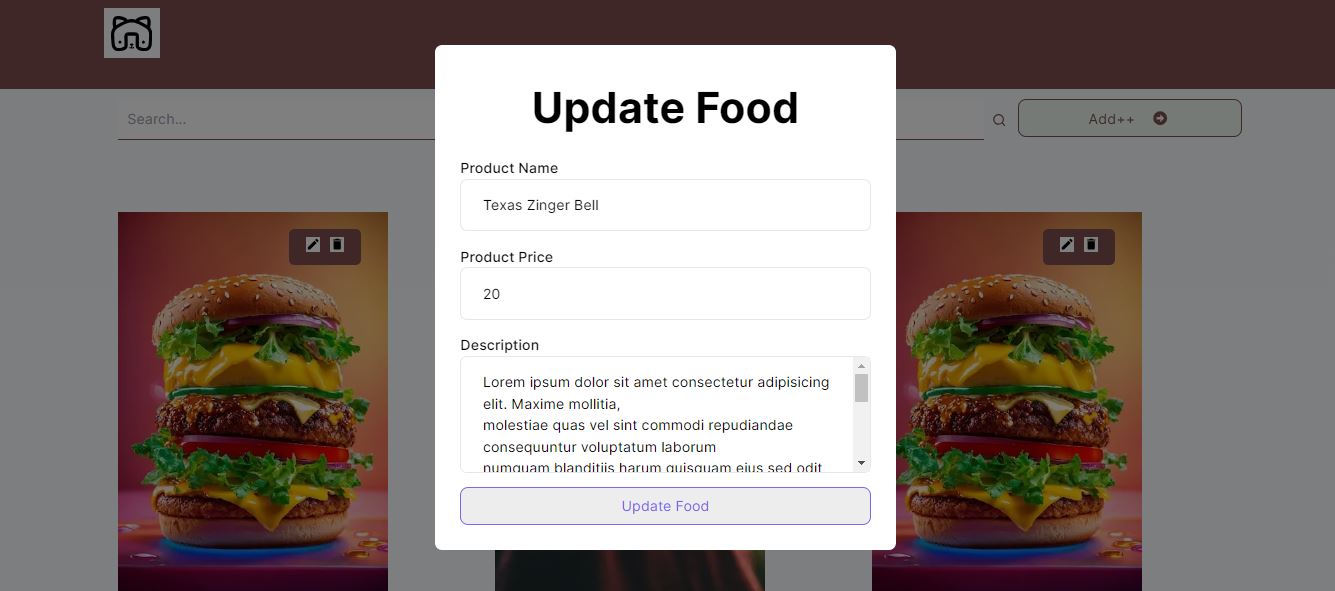 Update Food
Search...
Add++
Product Name
Texas Zinger Bell
Product Price
20
Description
Lorem ipsum dolor sit amet consectetur adipisicing
elit. Maxime mollitia,
molestiae quas vel sint commodi repudiandae
consequuntur voluptatum laborum
numquam blanditiis harum quisquam eius sed odit
Update Food